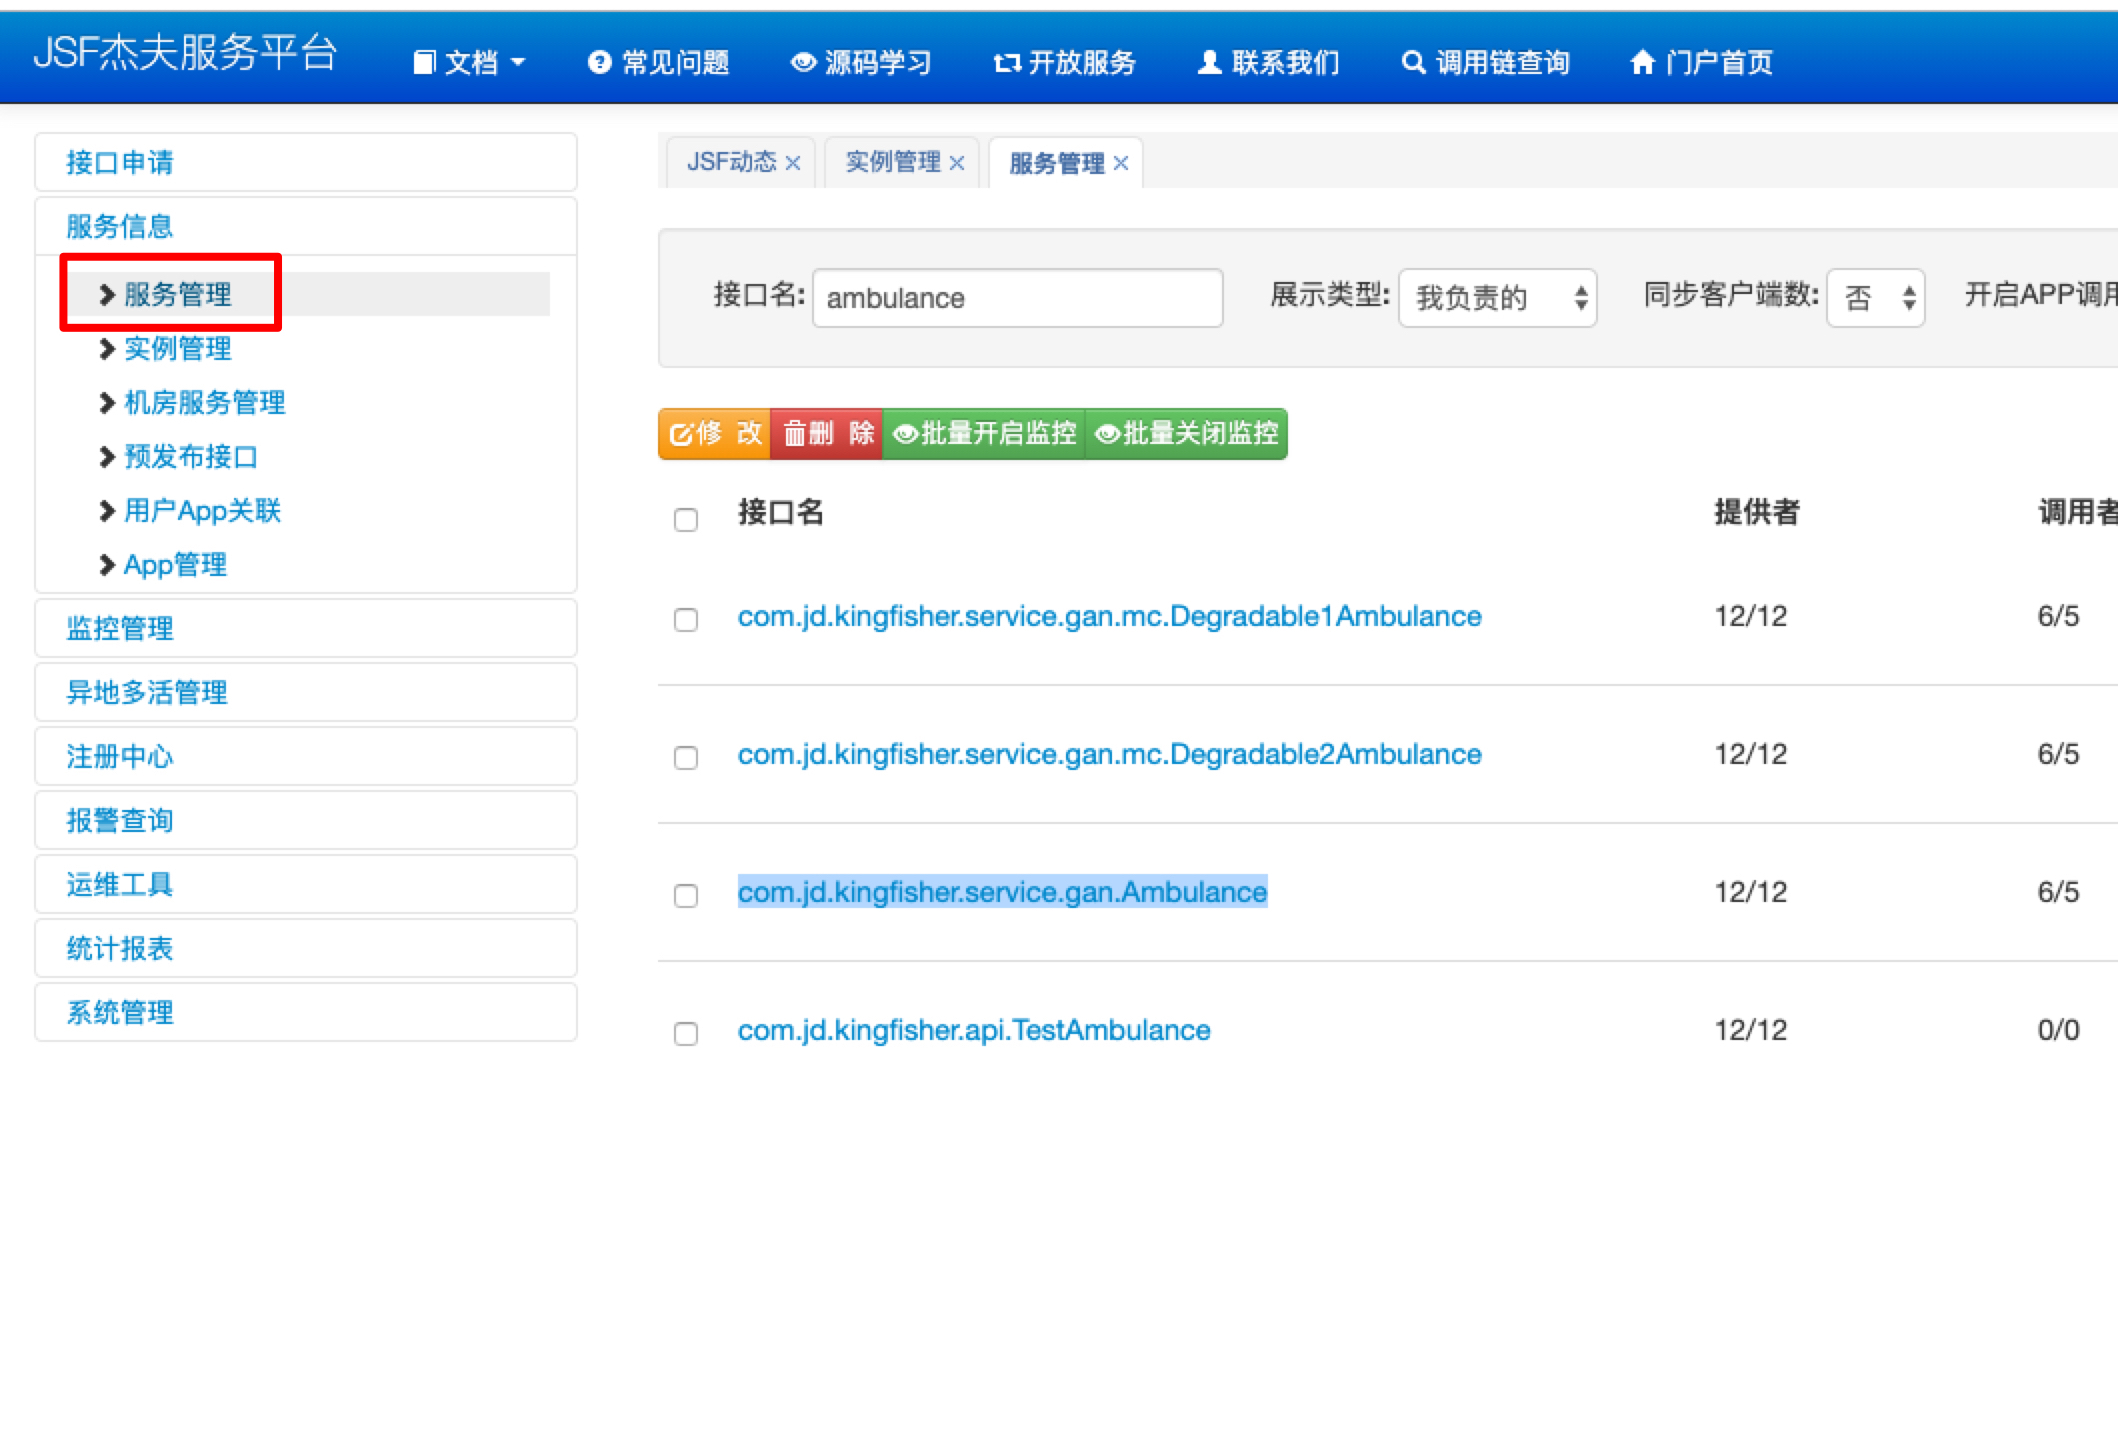 JSF杰夫服务平台 文档 常见问题 源码学习 开放服务 联系我们 调用链查询 门户首页
接口申请
服务信息
服务管理
实例管理
机房服务管理
预发布接口
用户App关联
App管理
监控管理
异地多活管理
注册中心
报警查询
运维工具
统计报表
系统管理
JSF动态 × 实例管理 × 服务管理 ×
接口名: ambulance 展示类型: 我负责的 同步客户端数: 否 开启APP调用
修 改 删 除 批量开启监控 批量关闭监控
接口名 提供者 调用者
com.jd.kingfisher.service.gan.mc.Degradable1Ambulance 12/12 6/5
com.jd.kingfisher.service.gan.mc.Degradable2Ambulance 12/12 6/5
com.jd.kingfisher.service.gan.Ambulance 12/12 6/5
com.jd.kingfisher.api.TestAmbulance 12/12 0/0